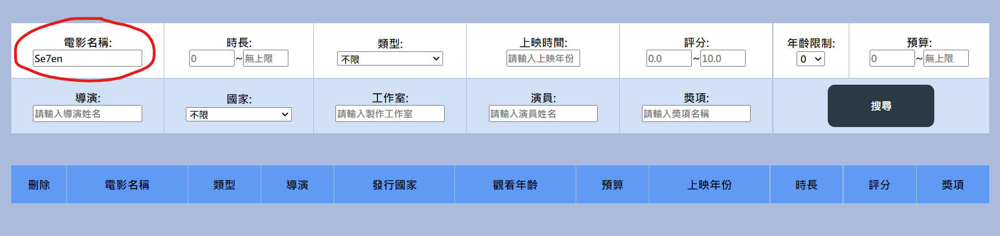 電影名稱: 時長: 類型: 上映時間: 評分: 年齡限制: 預算:
Se7en 0 ~ 無上限 不限 請輸入上映年份 0.0 ~ 10.0 0 0 ~ 無上限
導演: 國家: 工作室: 演員: 獎項: 搜尋
請輸入導演姓名 不限 請輸入製作工作室 請輸入演員姓名 請輸入獎項名稱
刪除 電影名稱 類型 導演 發行國家 觀看年齡 預算 上映年份 時長 評分 獎項